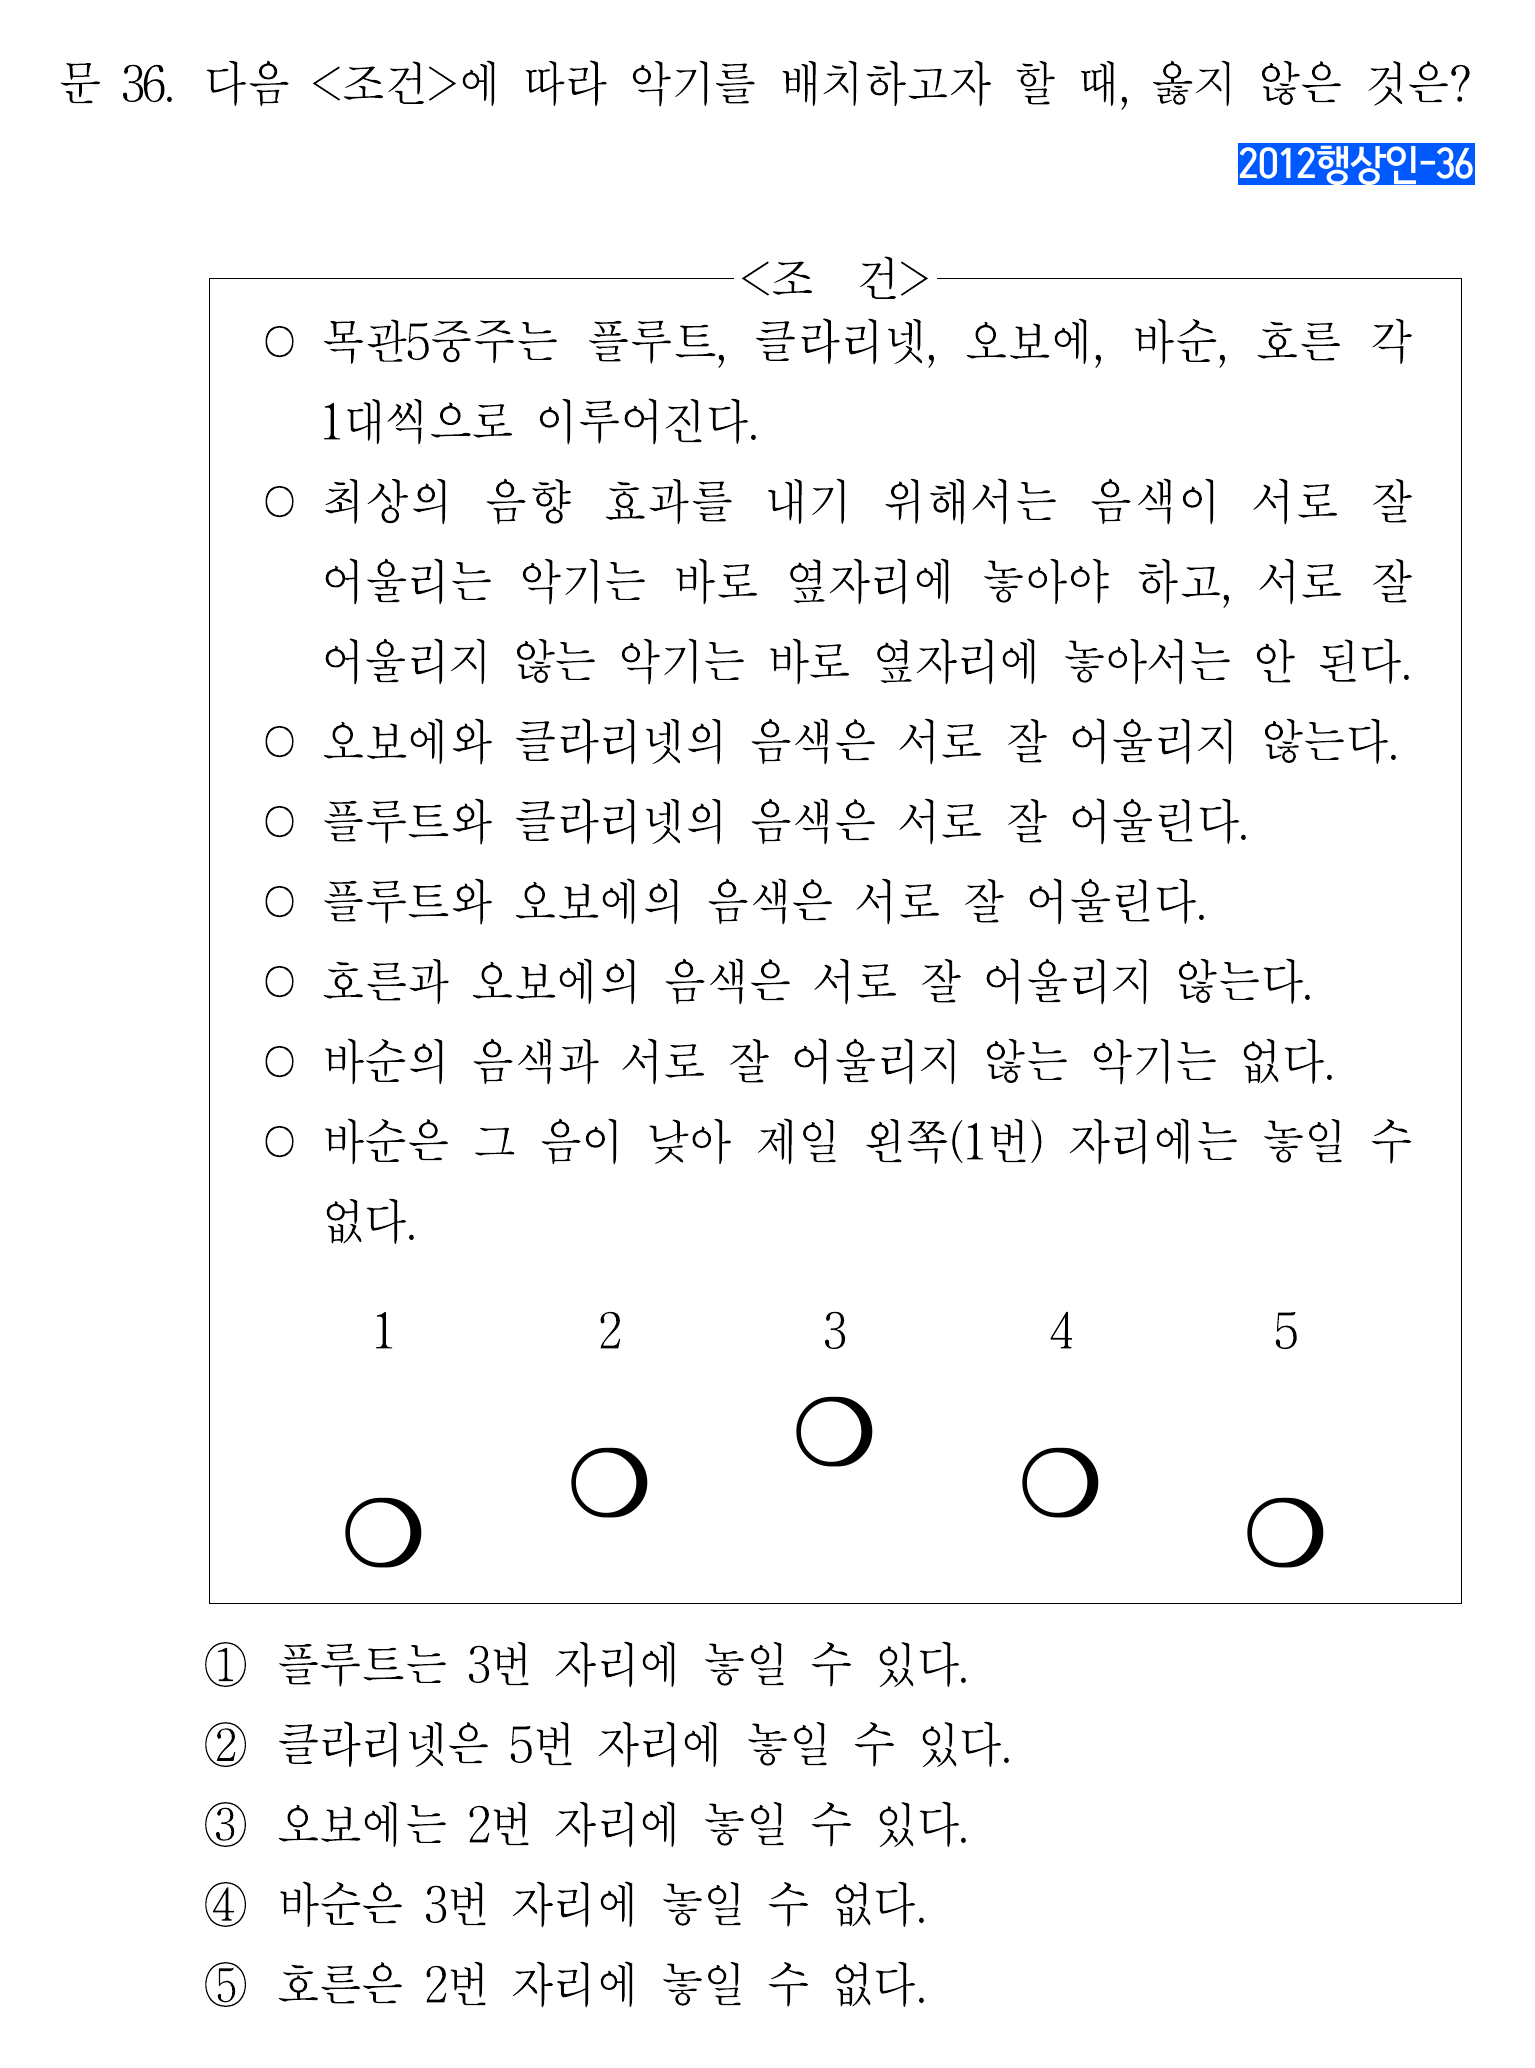 문 36. 다음 <조건>에 따라 악기를 배치하고자 할 때, 옳지 않은 것은?
2012행상인-36
<조 건>
○ 목관5중주는 플루트, 클라리넷, 오보에, 바순, 호른 각
1대씩으로 이루어진다.
○ 최상의 음향 효과를 내기 위해서는 음색이 서로 잘
어울리는 악기는 바로 옆자리에 놓아야 하고, 서로 잘
어울리지 않는 악기는 바로 옆자리에 놓아서는 안 된다.
○ 오보에와 클라리넷의 음색은 서로 잘 어울리지 않는다.
○ 플루트와 클라리넷의 음색은 서로 잘 어울린다.
○ 플루트와 오보에의 음색은 서로 잘 어울린다.
○ 호른과 오보에의 음색은 서로 잘 어울리지 않는다.
○ 바순의 음색과 서로 잘 어울리지 않는 악기는 없다.
○ 바순은 그 음이 낮아 제일 왼쪽(1번) 자리에는 놓일 수
없다.
1 2 3 4 5
① 플루트는 3번 자리에 놓일 수 있다.
② 클라리넷은 5번 자리에 놓일 수 있다.
③ 오보에는 2번 자리에 놓일 수 있다.
④ 바순은 3번 자리에 놓일 수 없다.
⑤ 호른은 2번 자리에 놓일 수 없다.